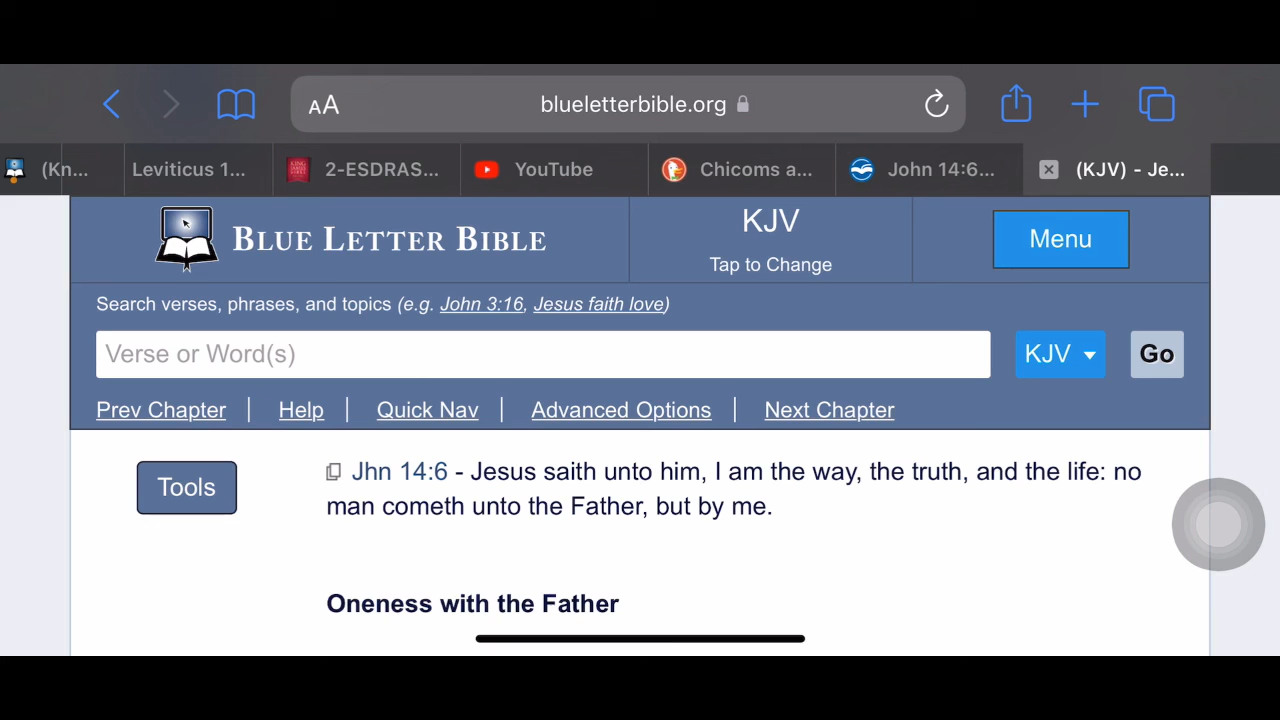 AA blueletterbible.org
(Kn... Leviticus 1... 2-ESDRAS... YouTube Chicoms a... John 14:6... (KJV) - Je...
BLUE LETTER BIBLE KJV Menu
Tap to Change
Search verses, phrases, and topics (e.g. John 3:16, Jesus faith love)
Verse or Word(s) KJV Go
Prev Chapter | Help | Quick Nav | Advanced Options | Next Chapter
Tools Jhn 14:6 - Jesus saith unto him, I am the way, the truth, and the life: no
man cometh unto the Father, but by me.
Oneness with the Father